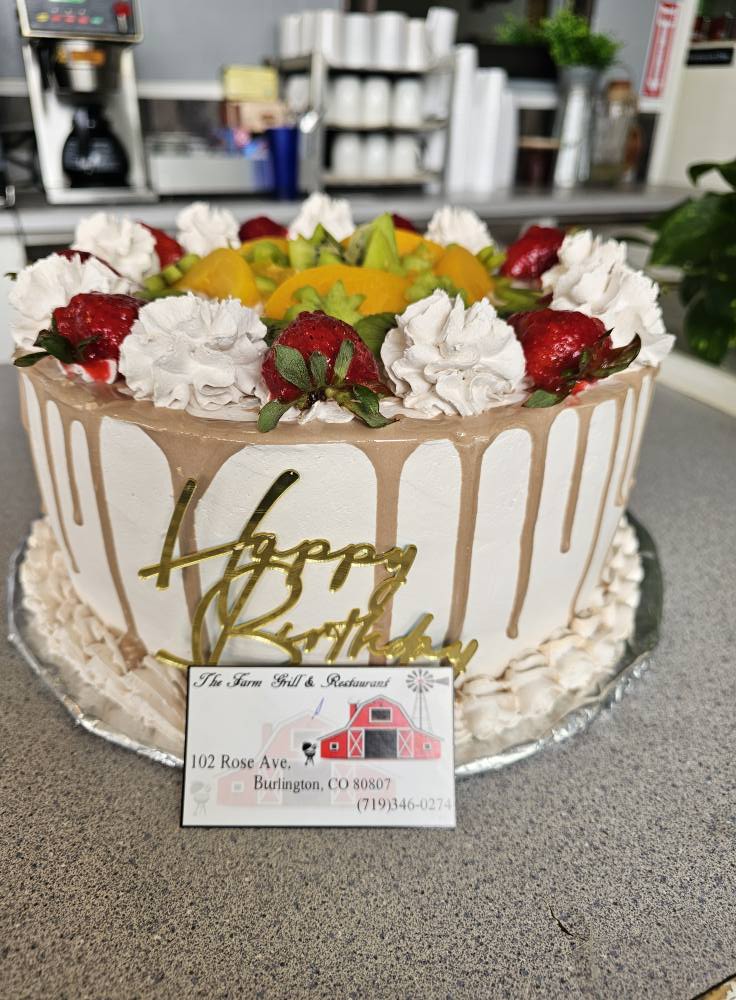 Happy
Birthday
The Farm Grill & Restaurant
102 Rose Ave,
Burlington, CO 80807
(719)346-0274